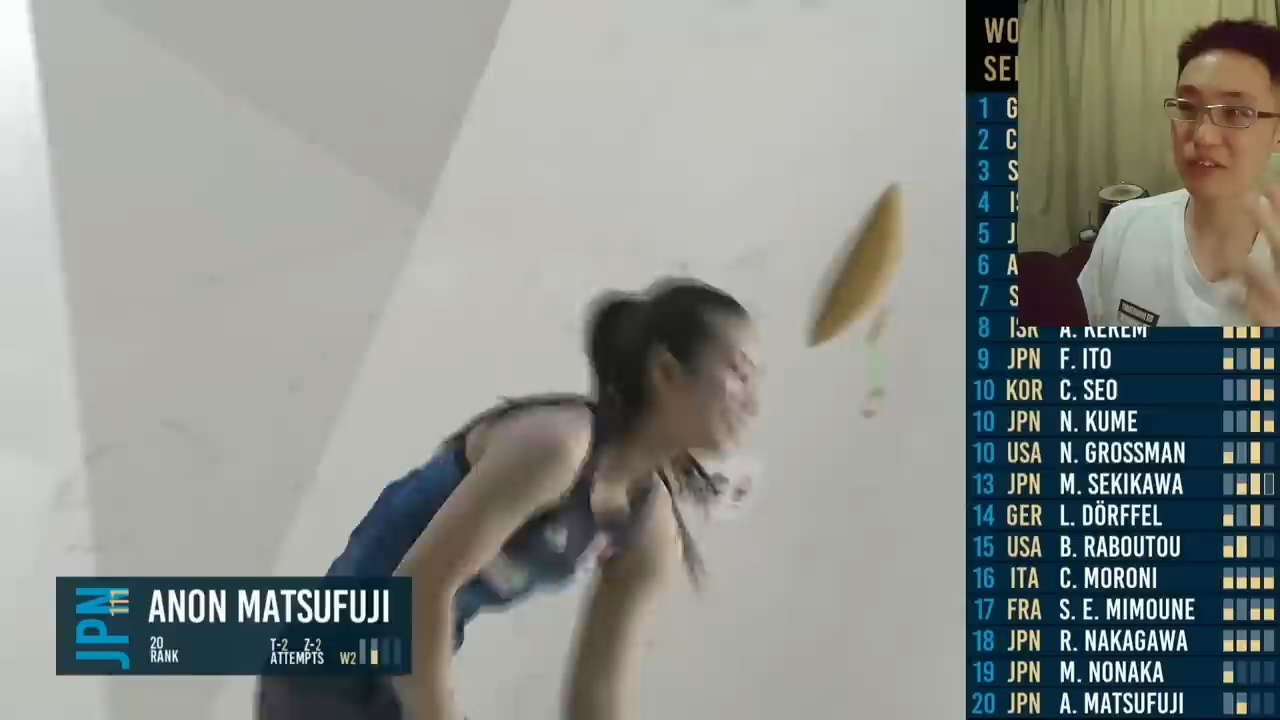 WO
SE
1 G
2 C
3 S
4 I
5 J
6 A
7 S
8 ISR A. KEREM
9 JPN F. ITO
10 KOR C. SEO
10 JPN N. KUME
10 USA N. GROSSMAN
13 JPN M. SEKIKAWA
14 GER L. DÖRFFEL
15 USA B. RABOUTOU
16 ITA C. MORONI
17 FRA S. E. MIMOUNE
18 JPN R. NAKAGAWA
19 JPN M. NONAKA
20 JPN A. MATSUFUJI
JPN 111
ANON MATSUFUJI
20 T-2 Z-2
RANK ATTEMPTS W2